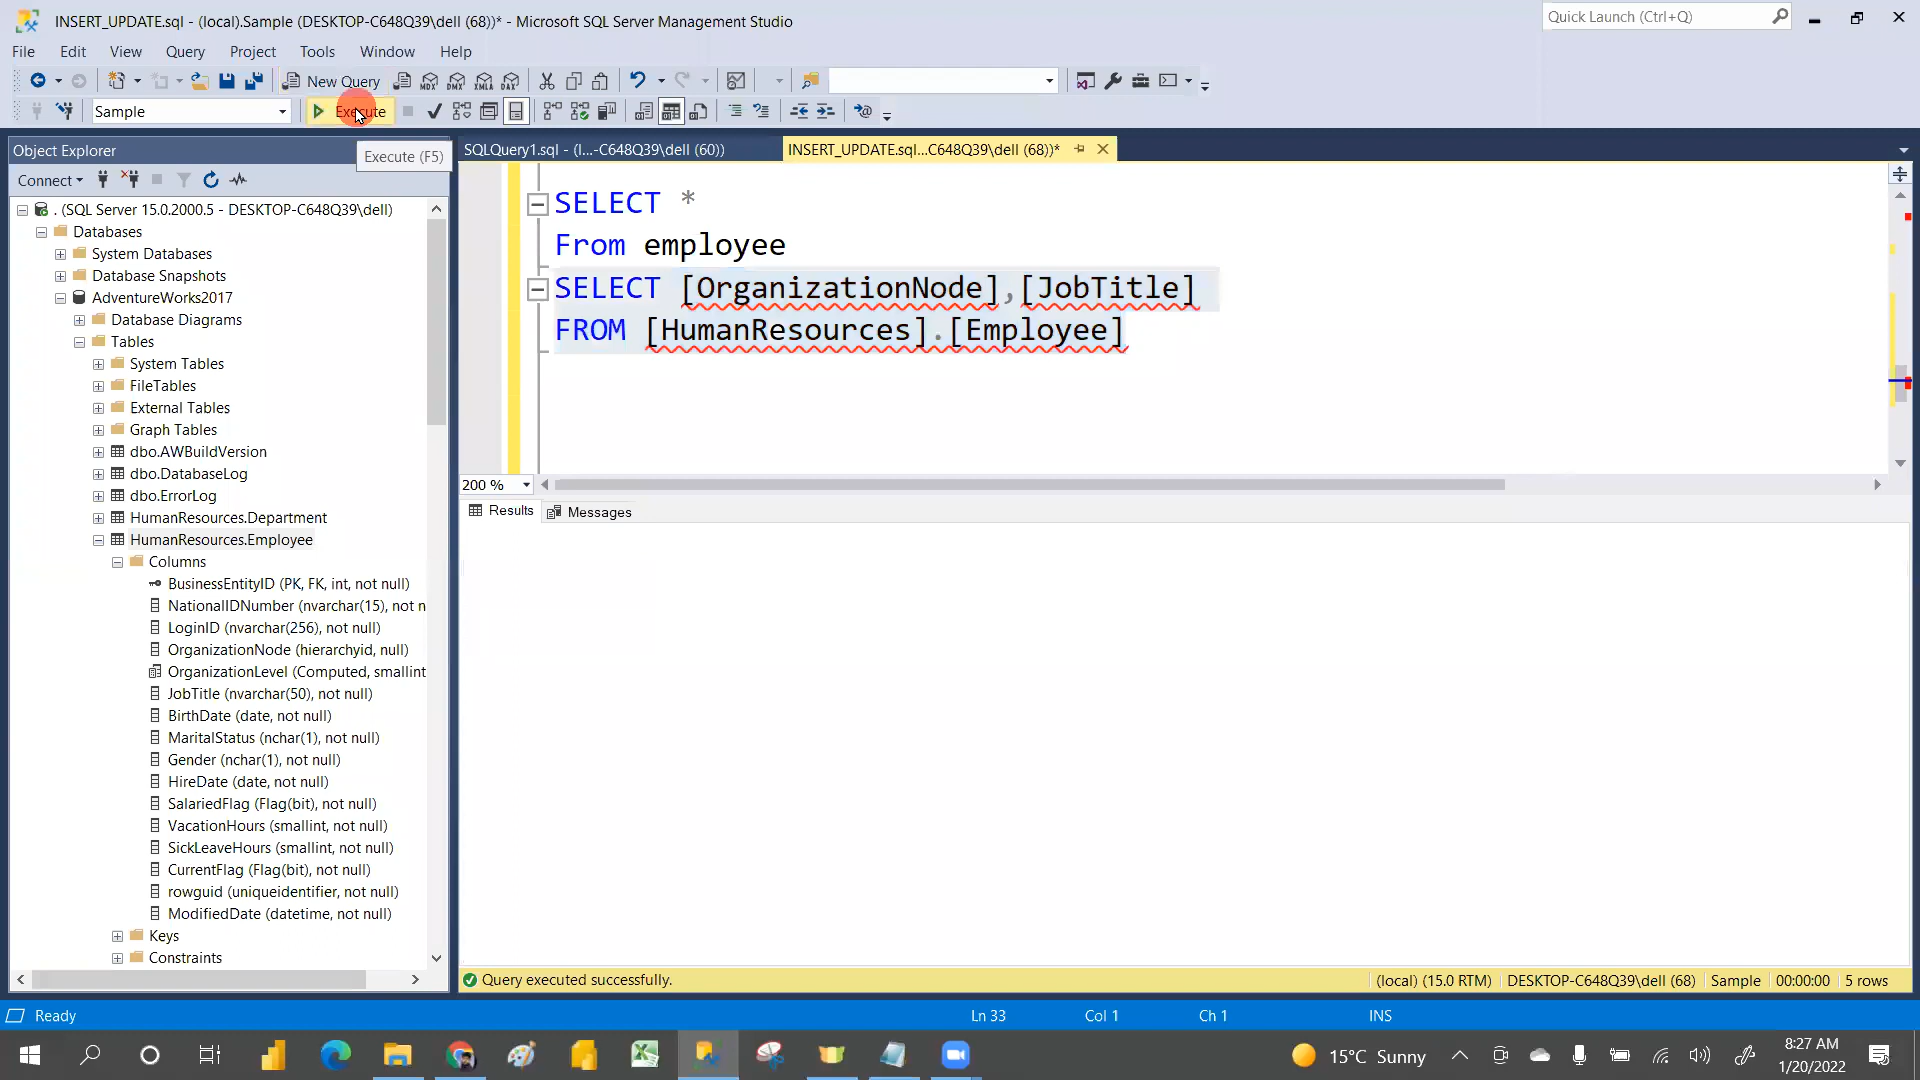 INSERT_UPDATE.sql - (local).Sample (DESKTOP-C648Q39\dell (68))* - Microsoft SQL Server Management Studio
Quick Launch (Ctrl+Q)
File Edit View Query Project Tools Window Help
New Query
MDX DMX XMLA DAX
Sample
Execute
Object Explorer
Execute (F5)
SQLQuery1.sql - (l...-C648Q39\dell (60))
INSERT_UPDATE.sql...C648Q39\dell (68))*
Connect
. (SQL Server 15.0.2000.5 - DESKTOP-C648Q39\dell)
Databases
System Databases
Database Snapshots
AdventureWorks2017
Database Diagrams
Tables
System Tables
FileTables
External Tables
Graph Tables
dbo.AWBuildVersion
dbo.DatabaseLog
dbo.ErrorLog
HumanResources.Department
HumanResources.Employee
Columns
BusinessEntityID (PK, FK, int, not null)
NationalIDNumber (nvarchar(15), not n
LoginID (nvarchar(256), not null)
OrganizationNode (hierarchyid, null)
OrganizationLevel (Computed, smallint
JobTitle (nvarchar(50), not null)
BirthDate (date, not null)
MaritalStatus (nchar(1), not null)
Gender (nchar(1), not null)
HireDate (date, not null)
SalariedFlag (Flag(bit), not null)
VacationHours (smallint, not null)
SickLeaveHours (smallint, not null)
CurrentFlag (Flag(bit), not null)
rowguid (uniqueidentifier, not null)
ModifiedDate (datetime, not null)
Keys
Constraints
SELECT *
From employee
SELECT [OrganizationNode],[JobTitle]
FROM [HumanResources].[Employee]
200 %
Results Messages
Query executed successfully.
(local) (15.0 RTM) DESKTOP-C648Q39\dell (68) Sample 00:00:00 5 rows
Ready
Ln 33 Col 1 Ch 1 INS
15°C Sunny
8:27 AM
1/20/2022